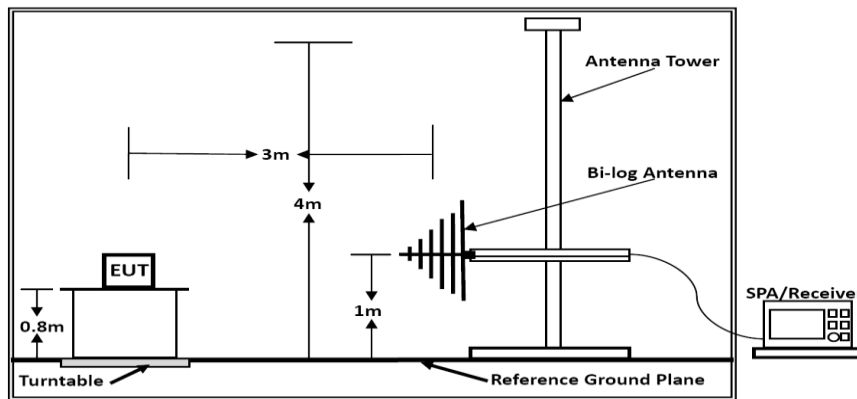 Antenna Tower
3m
Bi-log Antenna
4m
EUT
1m
0.8m
SPA/Receive
Turntable
Reference Ground Plane